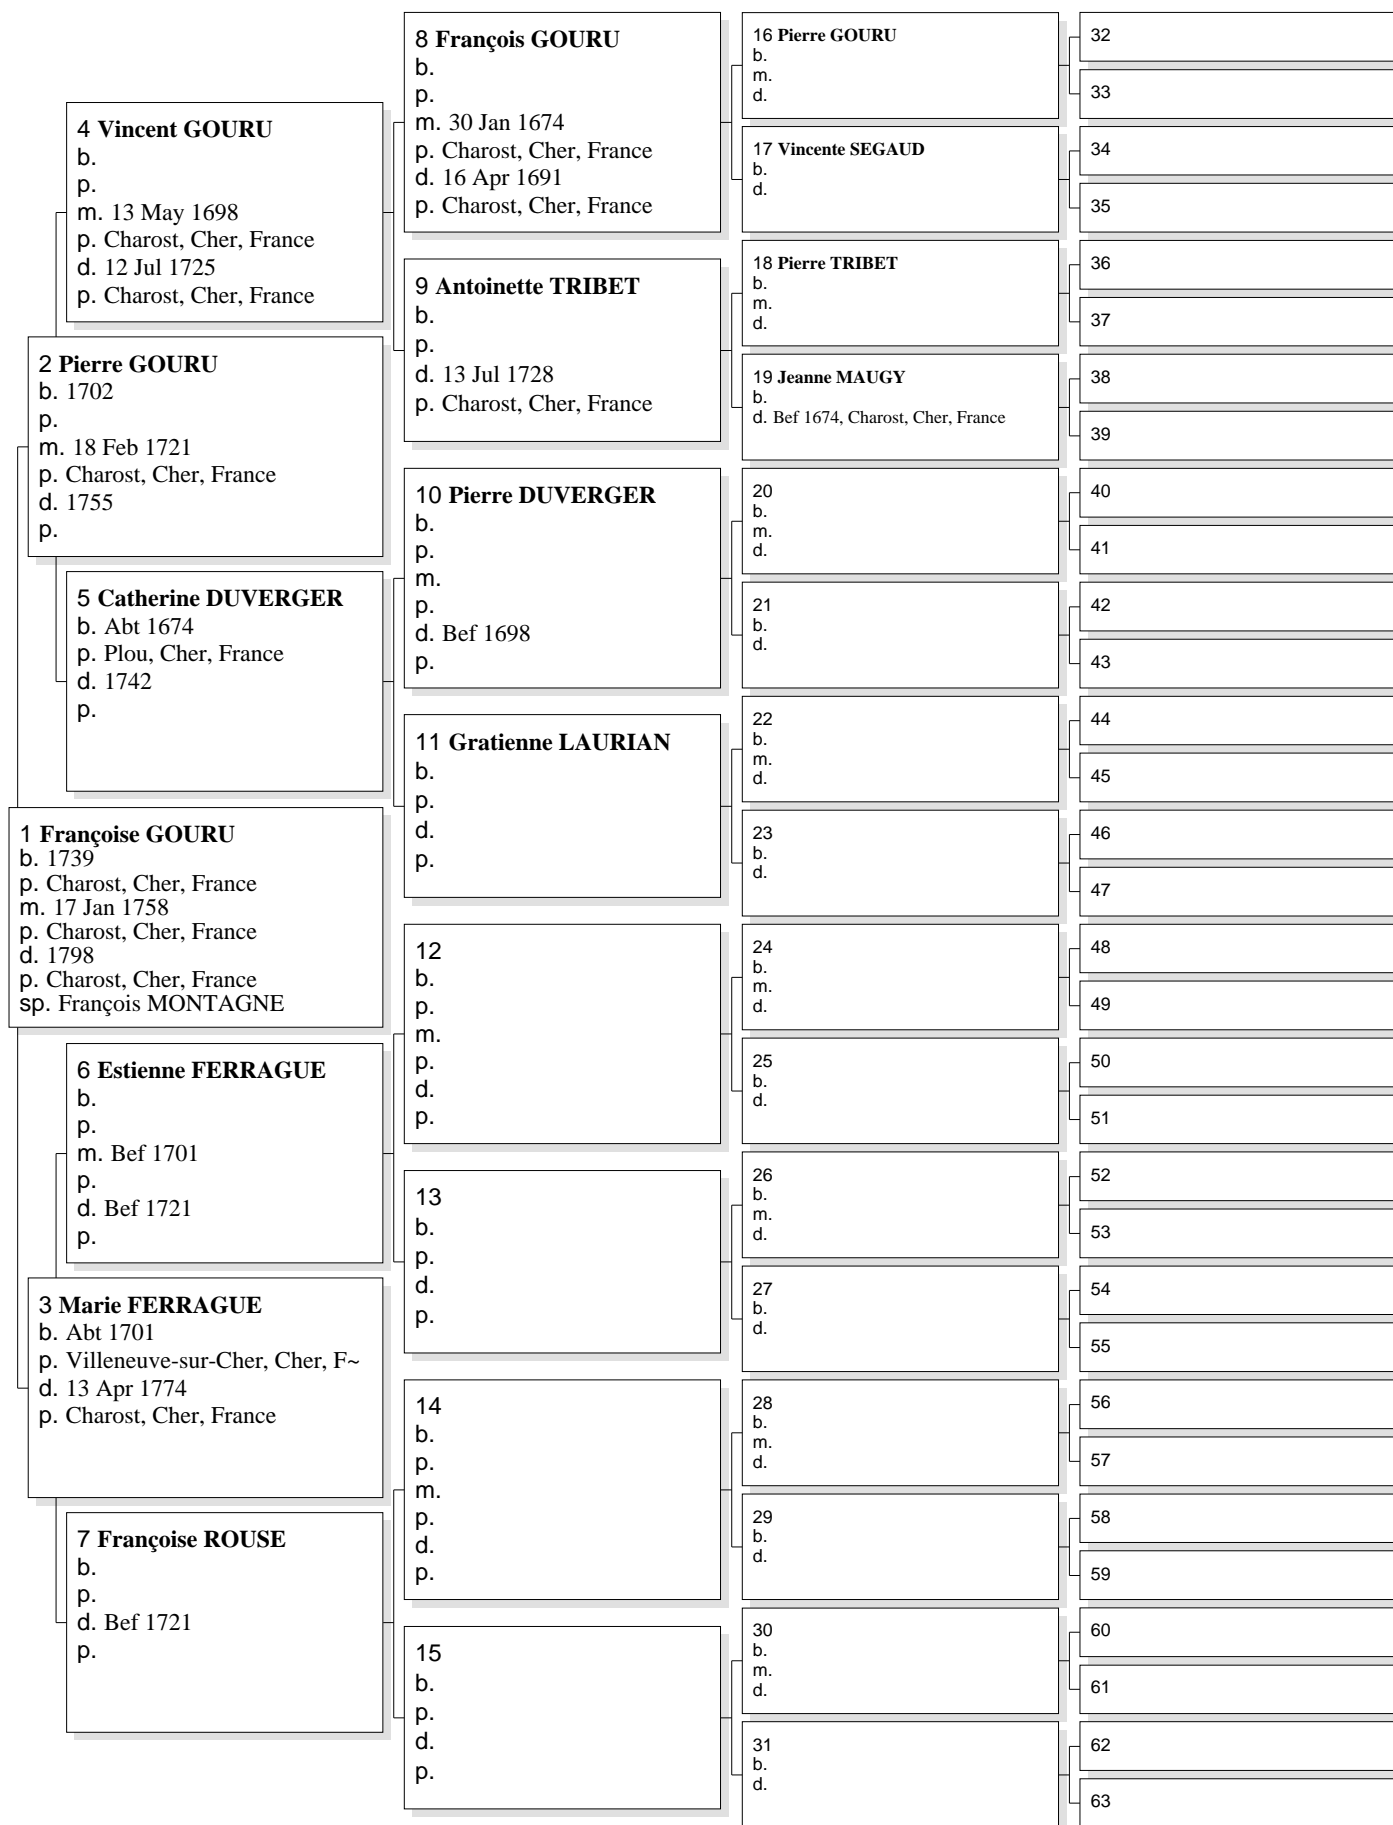 8 François GOURU
b.
p.
m. 30 Jan 1674
p. Charost, Cher, France
d. 16 Apr 1691
p. Charost, Cher, France
16 Pierre GOURU
b.
m.
d.
32
33
4 Vincent GOURU
b.
p.
m. 13 May 1698
p. Charost, Cher, France
d. 12 Jul 1725
p. Charost, Cher, France
17 Vincente SEGAUD
b.
d.
34
35
9 Antoinette TRIBET
b.
p.
d. 13 Jul 1728
p. Charost, Cher, France
18 Pierre TRIBET
b.
m.
d.
36
37
2 Pierre GOURU
b. 1702
p.
m. 18 Feb 1721
p. Charost, Cher, France
d. 1755
p.
19 Jeanne MAUGY
b.
d. Bef 1674, Charost, Cher, France
38
39
10 Pierre DUVERGER
b.
p.
m.
p.
d. Bef 1698
p.
20
b.
m.
d.
40
41
5 Catherine DUVERGER
b. Abt 1674
p. Plou, Cher, France
d. 1742
p.
21
b.
d.
42
43
11 Gratienne LAURIAN
b.
p.
d.
p.
22
b.
m.
d.
44
45
1 Françoise GOURU
b. 1739
p. Charost, Cher, France
m. 17 Jan 1758
p. Charost, Cher, France
d. 1798
p. Charost, Cher, France
sp. François MONTAGNE
23
b.
d.
46
47
12
b.
p.
m.
p.
d.
p.
24
b.
m.
d.
48
49
6 Estienne FERRAGUE
b.
p.
m. Bef 1701
p.
d. Bef 1721
p.
25
b.
d.
50
51
13
b.
p.
d.
p.
26
b.
m.
d.
52
53
3 Marie FERRAGUE
b. Abt 1701
p. Villeneuve-sur-Cher, Cher, F~
d. 13 Apr 1774
p. Charost, Cher, France
27
b.
d.
54
55
14
b.
p.
m.
p.
d.
p.
28
b.
m.
d.
56
57
7 Françoise ROUSE
b.
p.
d. Bef 1721
p.
29
b.
d.
58
59
15
b.
p.
d.
p.
30
b.
m.
d.
60
61
31
b.
d.
62
63